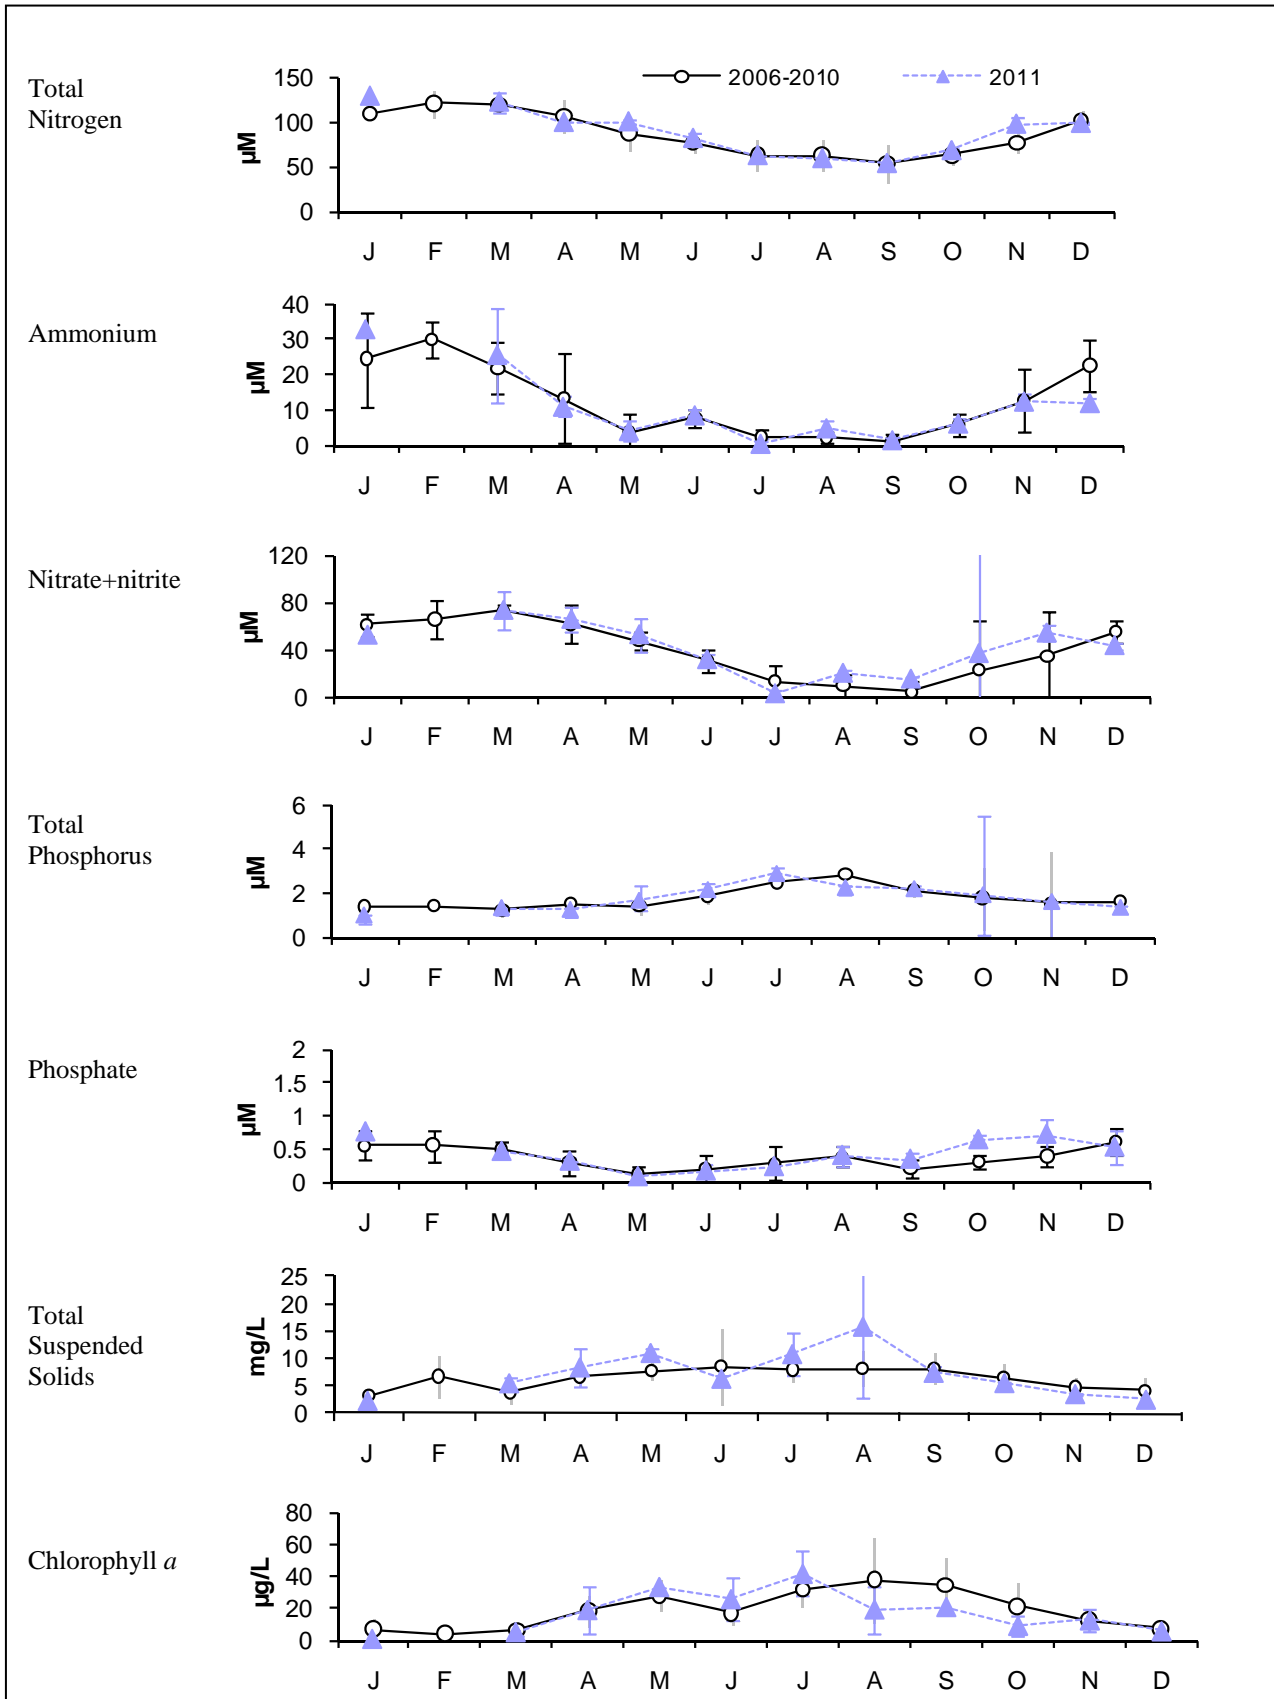 Total
Nitrogen
µM
150
100
50
0
2006-2010
2011
J F M A M J J A S O N D
Ammonium
µM
40
30
20
10
0
J F M A M J J A S O N D
Nitrate+nitrite
µM
120
80
40
0
J F M A M J J A S O N D
Total
Phosphorus
µM
6
4
2
0
J F M A M J J A S O N D
Phosphate
µM
2
1.5
1
0.5
0
J F M A M J J A S O N D
Total
Suspended
Solids
mg/L
25
20
15
10
5
0
J F M A M J J A S O N D
Chlorophyll a
µg/L
80
60
40
20
0
J F M A M J J A S O N D